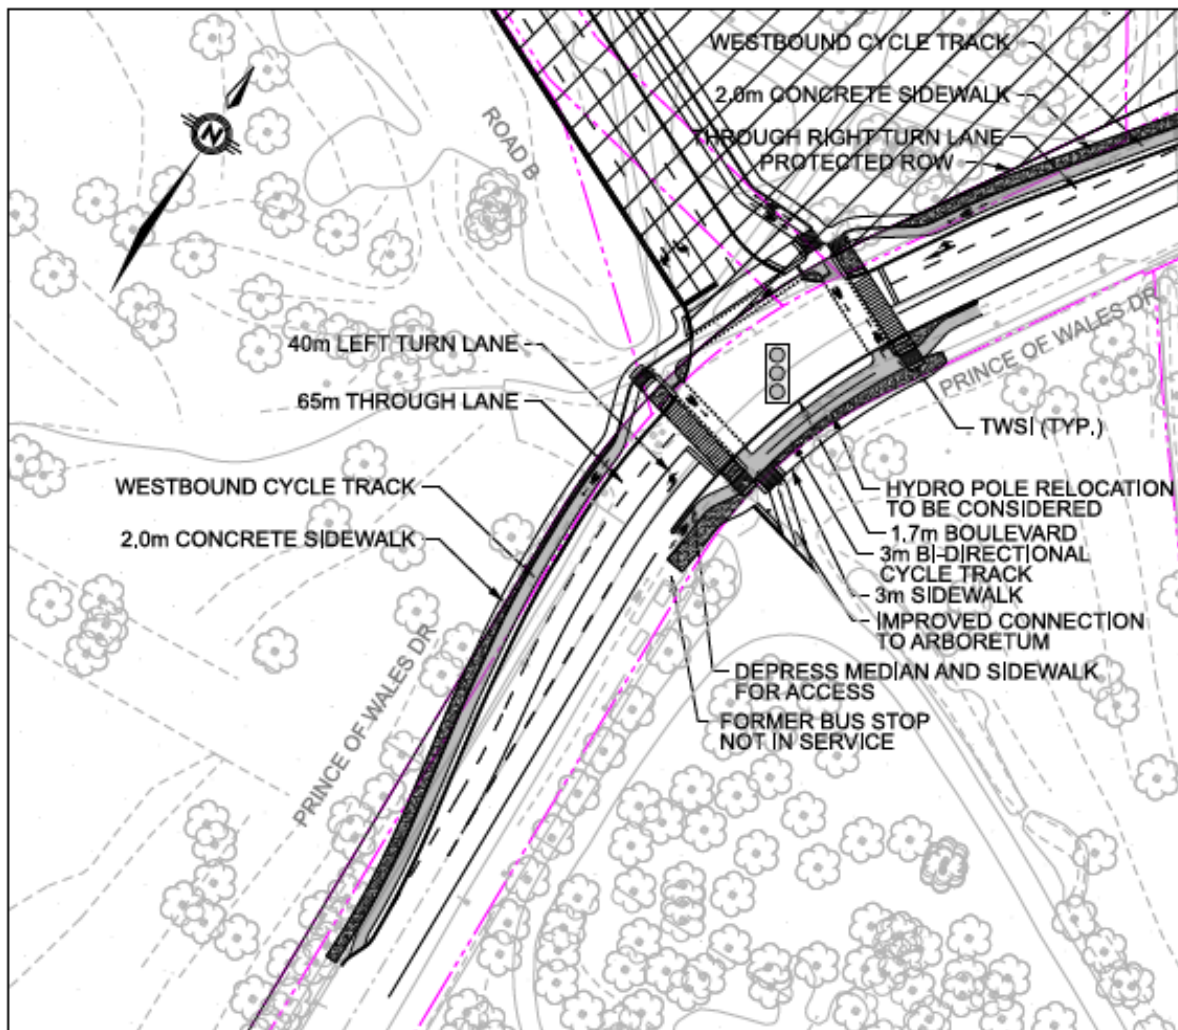 WESTBOUND CYCLE TRACK
2.0m CONCRETE SIDEWALK
THROUGH RIGHT TURN LANE
PROTECTED ROW
N
ROAD B
40m LEFT TURN LANE
65m THROUGH LANE
PRINCE OF WALES DR
TWSI (TYP.)
WESTBOUND CYCLE TRACK
2.0m CONCRETE SIDEWALK
HYDRO POLE RELOCATION
TO BE CONSIDERED
1.7m BOULEVARD
3m BI-DIRECTIONAL
CYCLE TRACK
3m SIDEWALK
IMPROVED CONNECTION
TO ARBORETUM
DEPRESS MEDIAN AND SIDEWALK
FOR ACCESS
FORMER BUS STOP
NOT IN SERVICE
PRINCE OF WALES DR